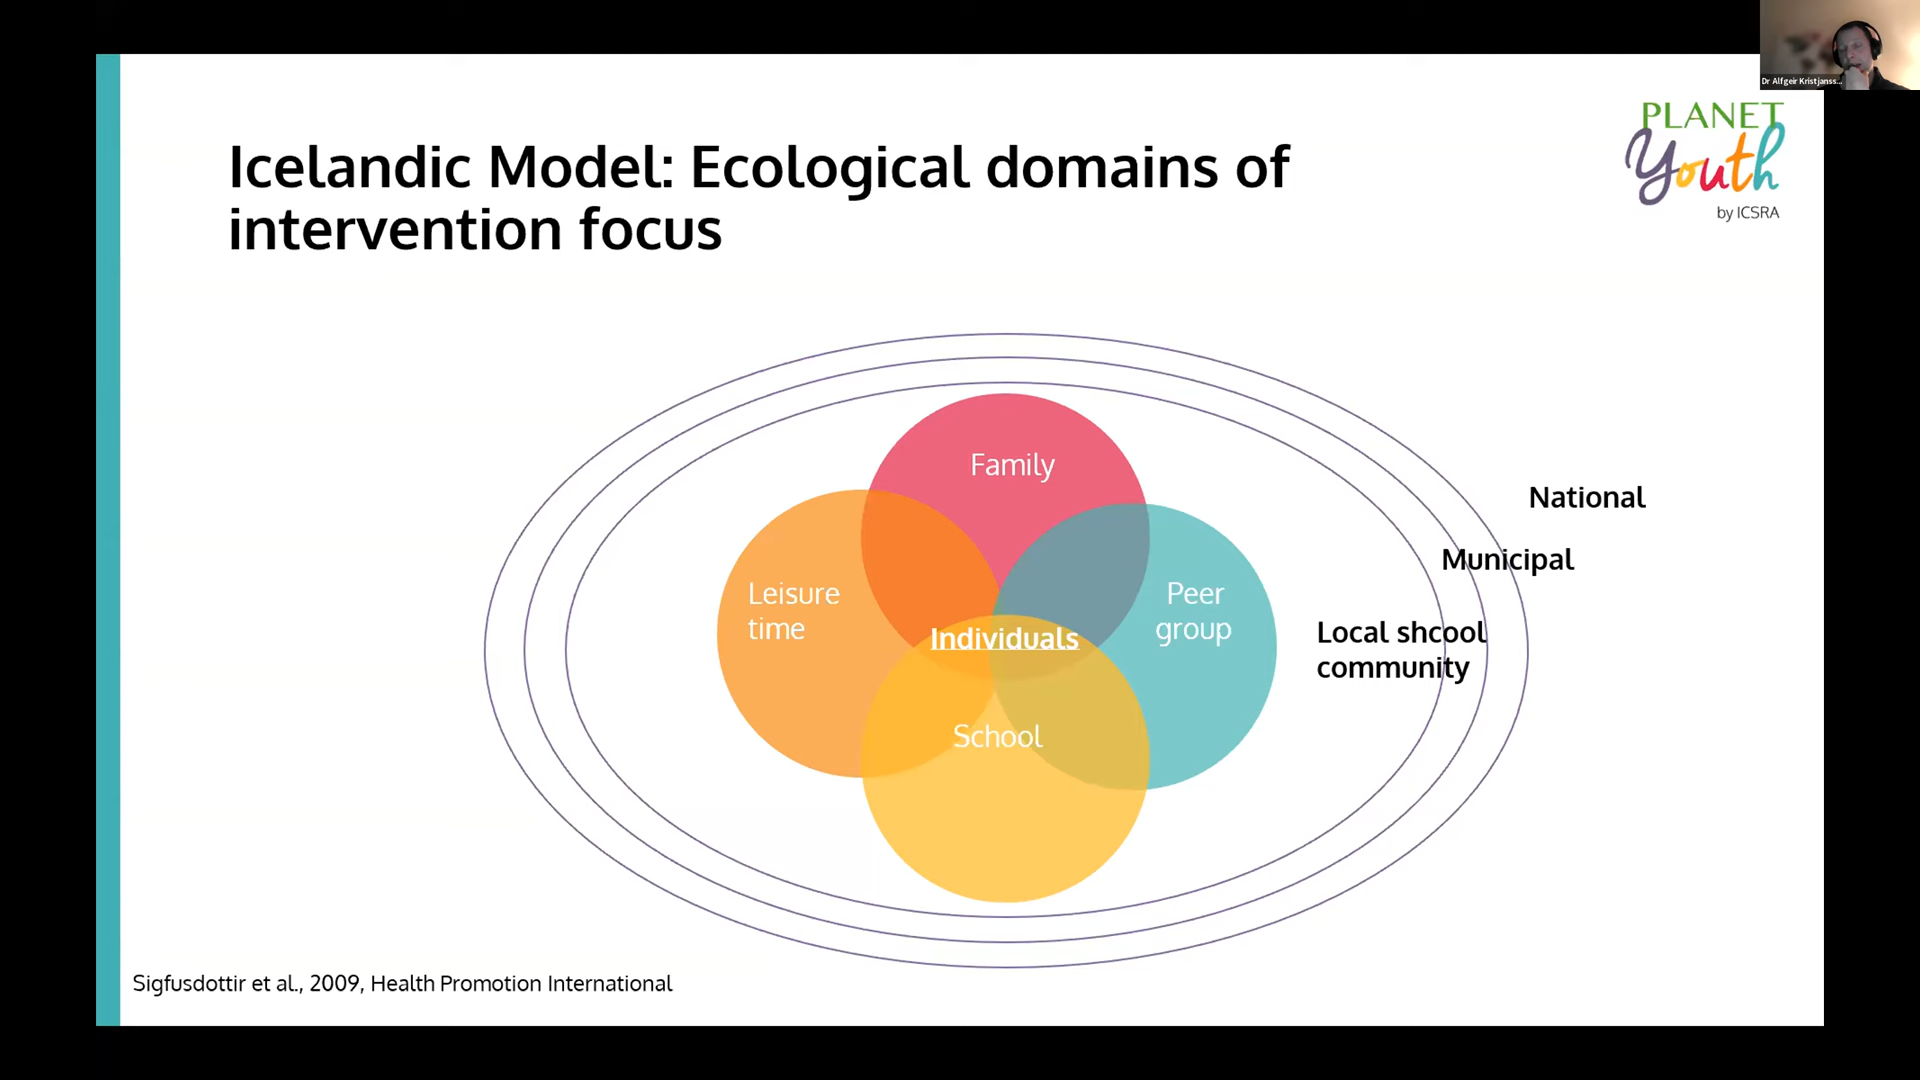 Dr Alfgeir Kristjanss...
PLANET
Youth
by ICSRA
Icelandic Model: Ecological domains of
intervention focus
Family
National
Municipal
Leisure
time
Peer
group
Individuals
Local shcool
community
School
Sigfusdottir et al., 2009, Health Promotion International